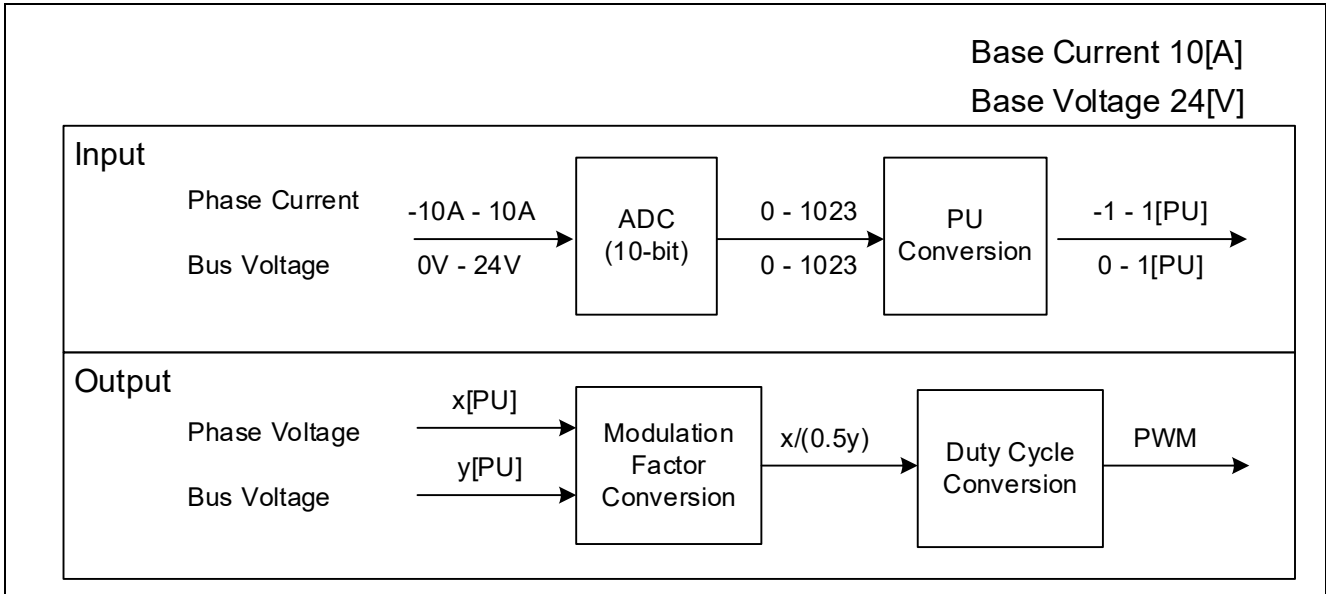 Base Current 10[A]
Base Voltage 24[V]
Input
Phase Current
Bus Voltage
-10A - 10A
0V - 24V
ADC
(10-bit)
0 - 1023
0 - 1023
PU
Conversion
-1 - 1[PU]
0 - 1[PU]
Output
Phase Voltage
Bus Voltage
x[PU]
y[PU]
Modulation
Factor
Conversion
x/(0.5y)
Duty Cycle
Conversion
PWM